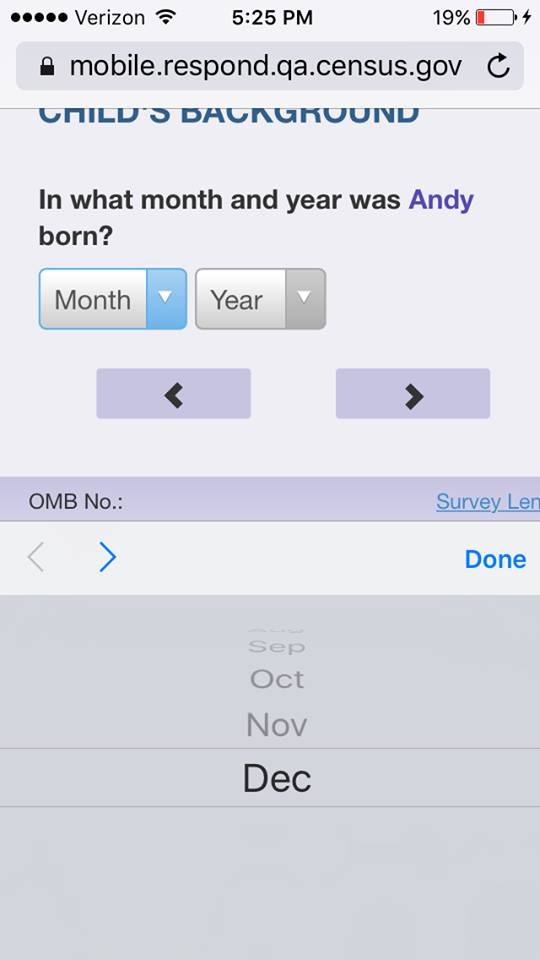 Verizon 5:25 PM 19%
mobile.respond.qa.census.gov
CHILD'S BACKGROUND
In what month and year was Andy
born?
Month Year
OMB No.: Survey Len
Done
Aug
Sep
Oct
Nov
Dec